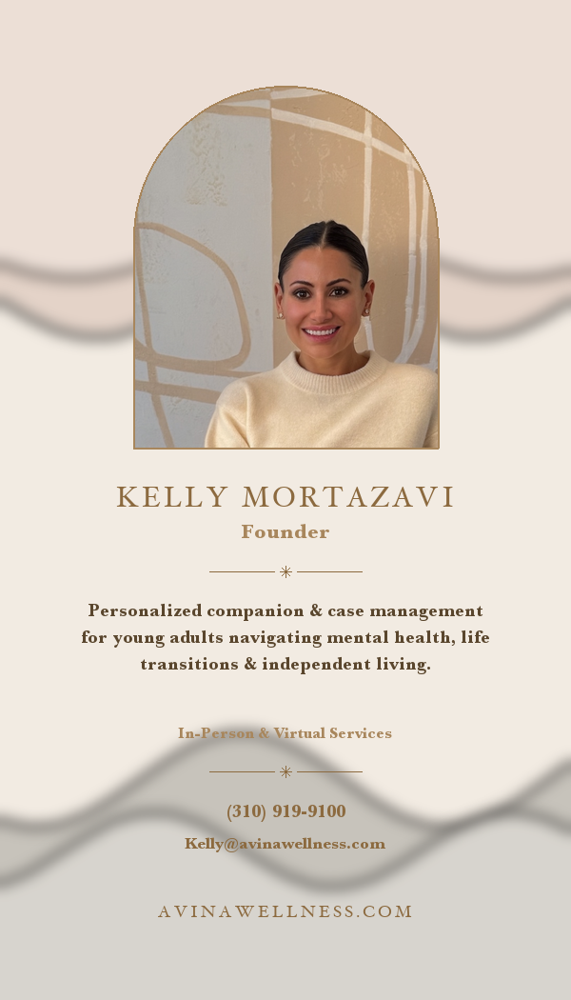 KELLY MORTAZAVI
Founder
Personalized companion & case management
for young adults navigating mental health, life
transitions & independent living.
In-Person & Virtual Services
(310) 919-9100
Kelly@avinawellness.com
AVINAWELLNESS.COM